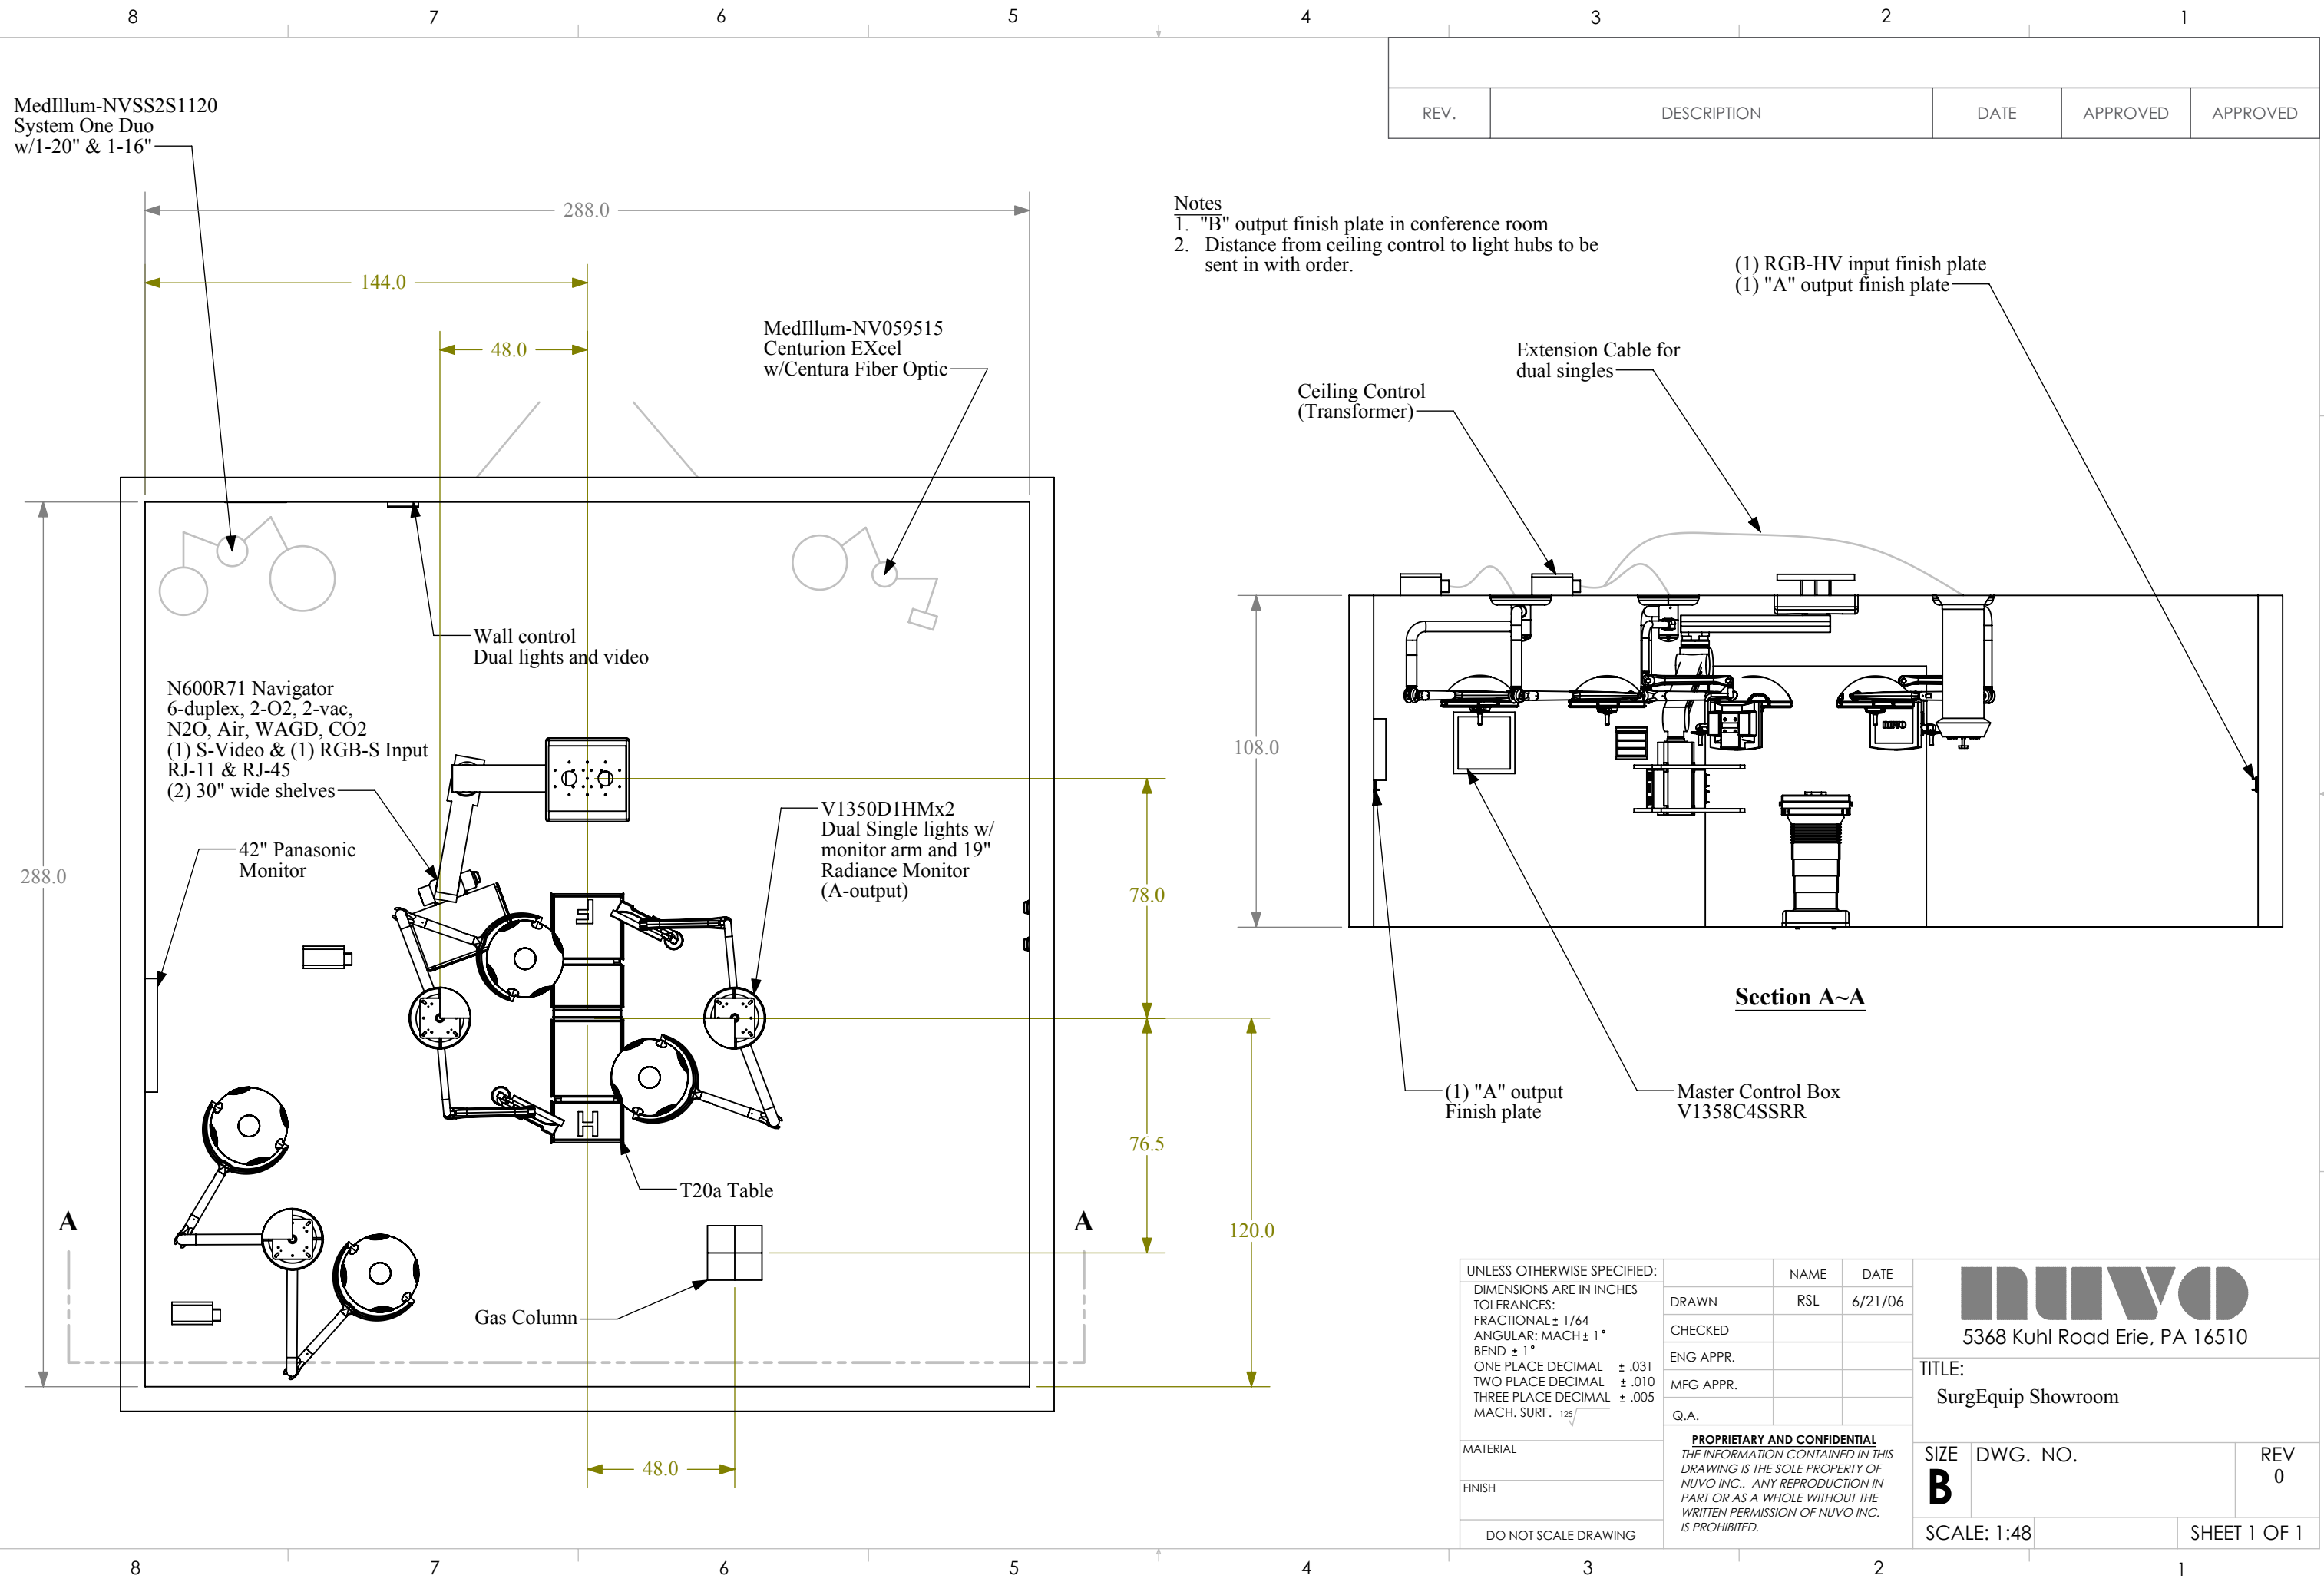 8 7 6 5 4 3 2 1
REV. DESCRIPTION DATE APPROVED APPROVED
MedIllum-NVSS2S1120
System One Duo
w/1-20" & 1-16"
288.0
144.0
48.0
MedIllum-NV059515
Centurion EXcel
w/Centura Fiber Optic
Wall control
Dual lights and video
N600R71 Navigator
6-duplex, 2-O2, 2-vac,
N2O, Air, WAGD, CO2
(1) S-Video & (1) RGB-S Input
RJ-11 & RJ-45
(2) 30" wide shelves
42" Panasonic
Monitor
288.0
V1350D1HMx2
Dual Single lights w/
monitor arm and 19"
Radiance Monitor
(A-output)
F
H
78.0
76.5
120.0
T20a Table
A
A
Gas Column
48.0
Notes
1. "B" output finish plate in conference room
2. Distance from ceiling control to light hubs to be
sent in with order.
(1) RGB-HV input finish plate
(1) "A" output finish plate
Extension Cable for
dual singles
Ceiling Control
(Transformer)
108.0
NUVO
Section A~A
(1) "A" output
Finish plate
Master Control Box
V1358C4SSRR
UNLESS OTHERWISE SPECIFIED:
DIMENSIONS ARE IN INCHES
TOLERANCES:
FRACTIONAL ± 1/64
ANGULAR: MACH ± 1°
BEND ± 1°
ONE PLACE DECIMAL ± .031
TWO PLACE DECIMAL ± .010
THREE PLACE DECIMAL ± .005
MACH. SURF. 125
MATERIAL
FINISH
DO NOT SCALE DRAWING
NAME DATE
DRAWN RSL 6/21/06
CHECKED
ENG APPR.
MFG APPR.
Q.A.
PROPRIETARY AND CONFIDENTIAL
THE INFORMATION CONTAINED IN THIS
DRAWING IS THE SOLE PROPERTY OF
NUVO INC.. ANY REPRODUCTION IN
PART OR AS A WHOLE WITHOUT THE
WRITTEN PERMISSION OF NUVO INC.
IS PROHIBITED.
nuvo
5368 Kuhl Road Erie, PA 16510
TITLE:
SurgEquip Showroom
SIZE DWG. NO. REV
B 0
SCALE: 1:48 SHEET 1 OF 1
8 7 6 5 4 3 2 1